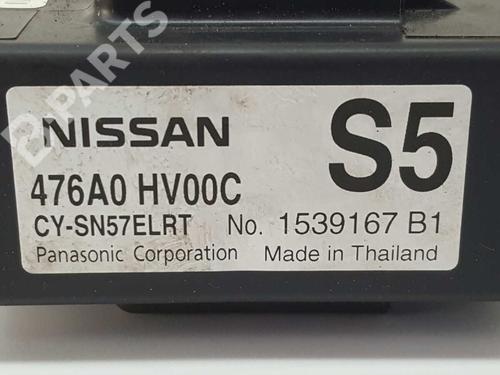 B-PARTS
NISSAN S5
476A0 HV00C
CY-SN57ELRT No. 1539167 B1
Panasonic Corporation Made in Thailand